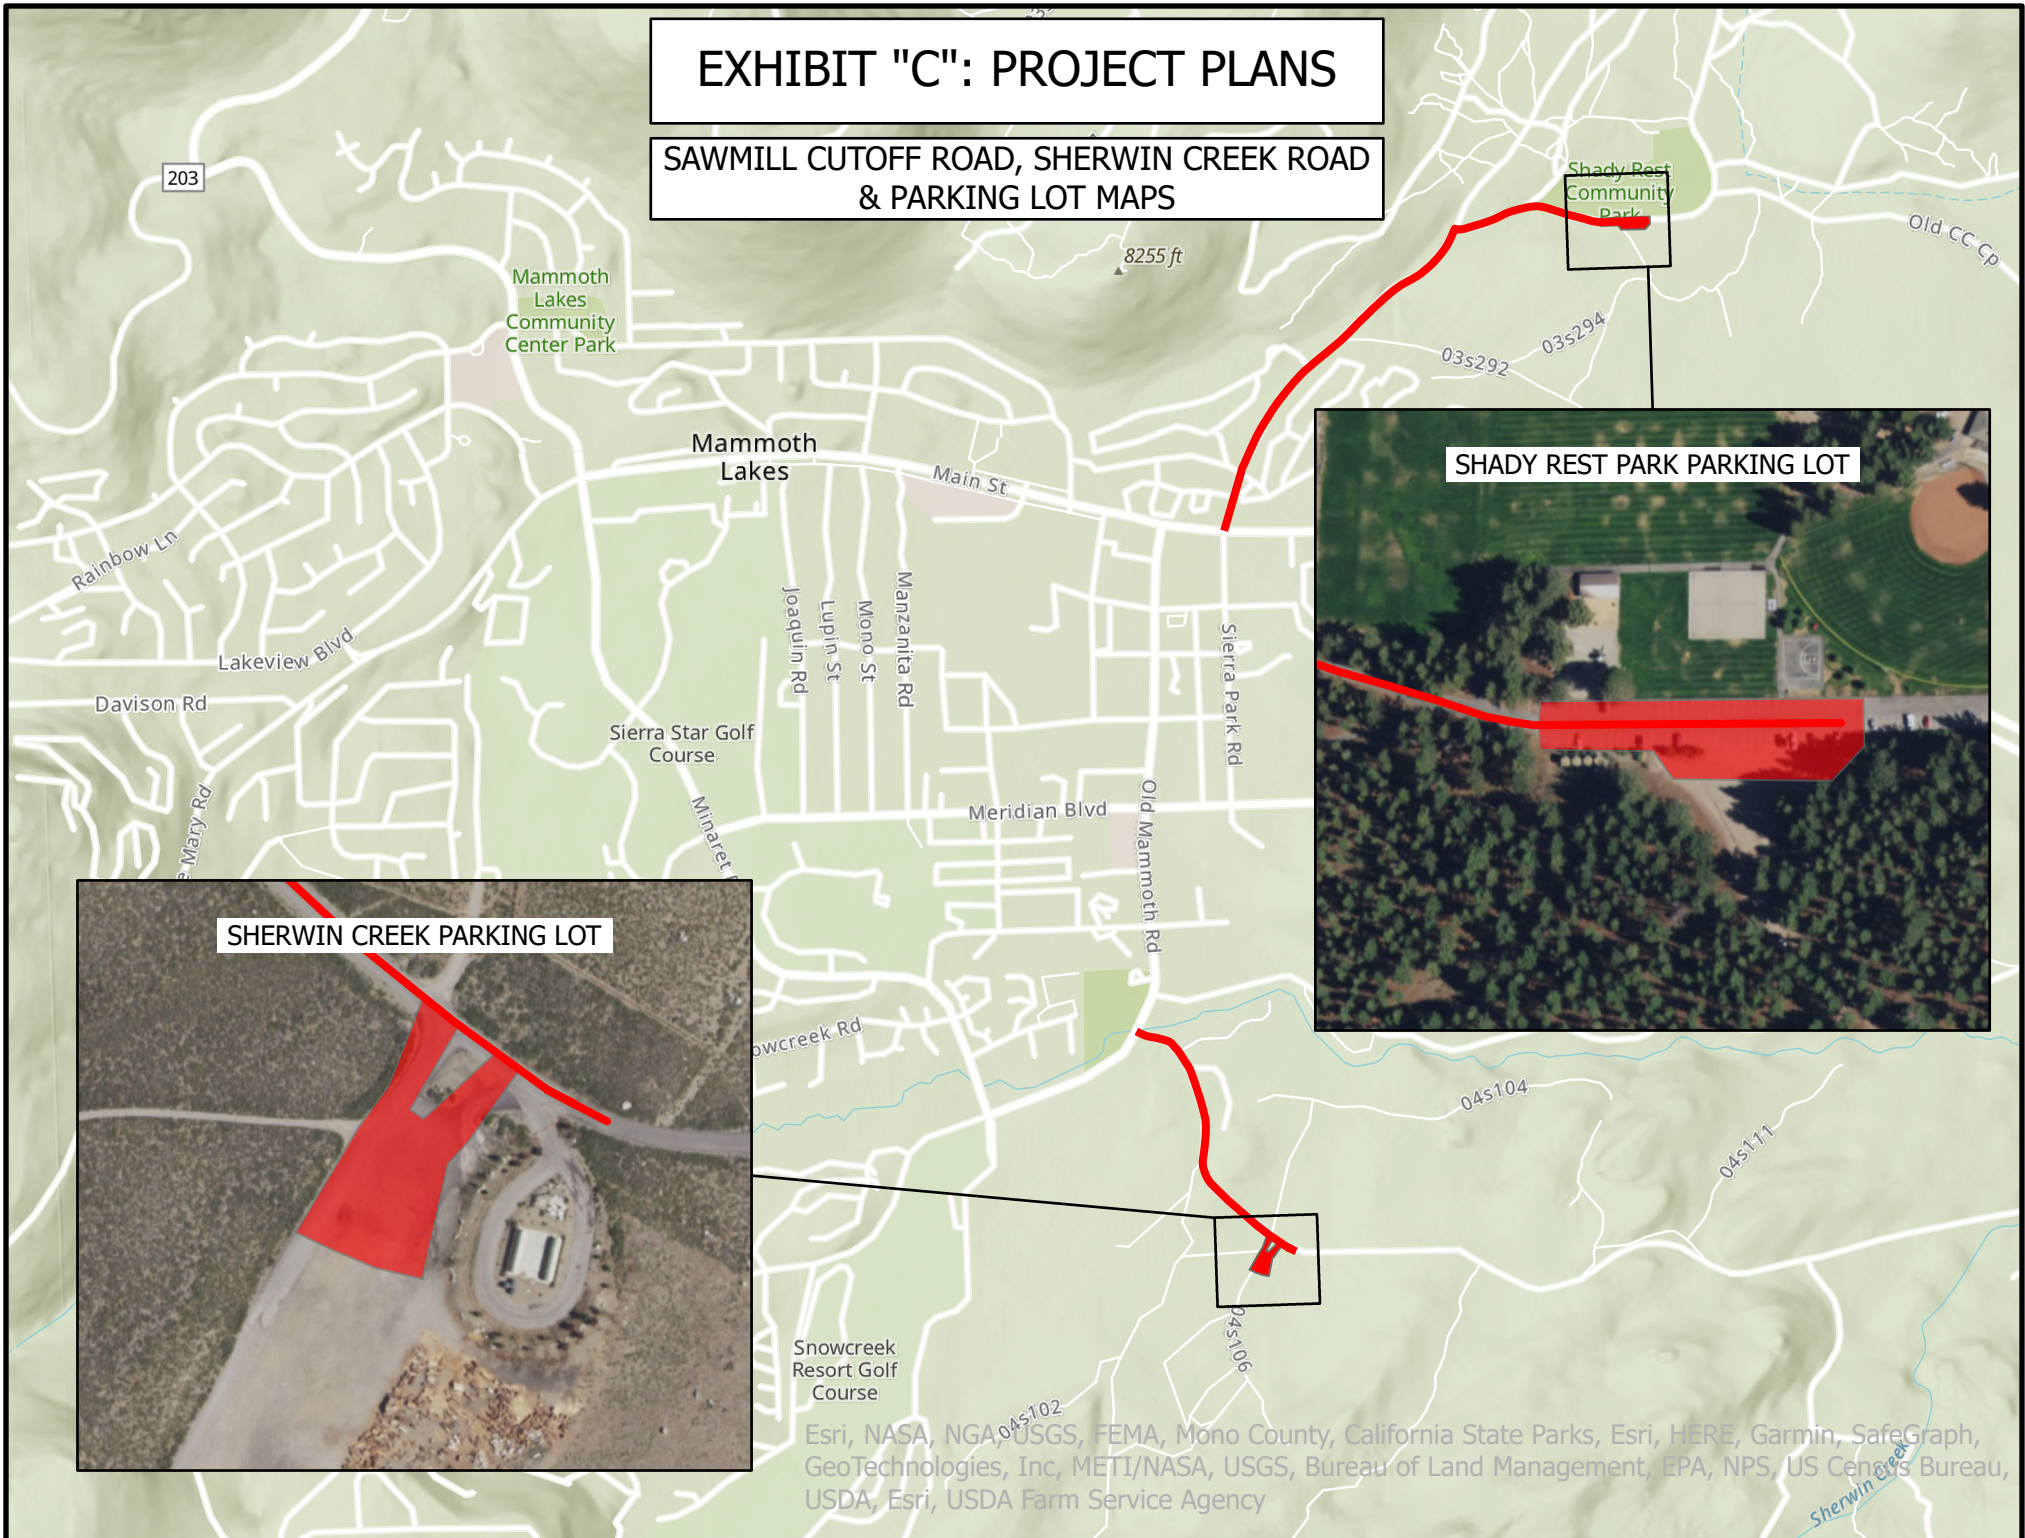 EXHIBIT "C": PROJECT PLANS
SAWMILL CUTOFF ROAD, SHERWIN CREEK ROAD
& PARKING LOT MAPS
203
Shady Rest
Community
Park
Old CC Cp
8255 ft
Mammoth
Lakes
Community
Center Park
03s294
03s292
Mammoth
Lakes
Main St
SHADY REST PARK PARKING LOT
Rainbow Ln
Joaquin Rd
Lupin St
Mono St
Manzanita Rd
Sierra Park Rd
Lakeview Blvd
Davison Rd
Sierra Star Golf
Course
Minaret
Meridian Blvd
Old Mammoth Rd
Mary Rd
SHERWIN CREEK PARKING LOT
owcreek Rd
04s104
04s111
04s106
Snowcreek
Resort Golf
Course
04s102
Esri, NASA, NGA, USGS, FEMA, Mono County, California State Parks, Esri, HERE, Garmin, SafeGraph,
GeoTechnologies, Inc, METI/NASA, USGS, Bureau of Land Management, EPA, NPS, US Census Bureau,
USDA, Esri, USDA Farm Service Agency
Sherwin Creek